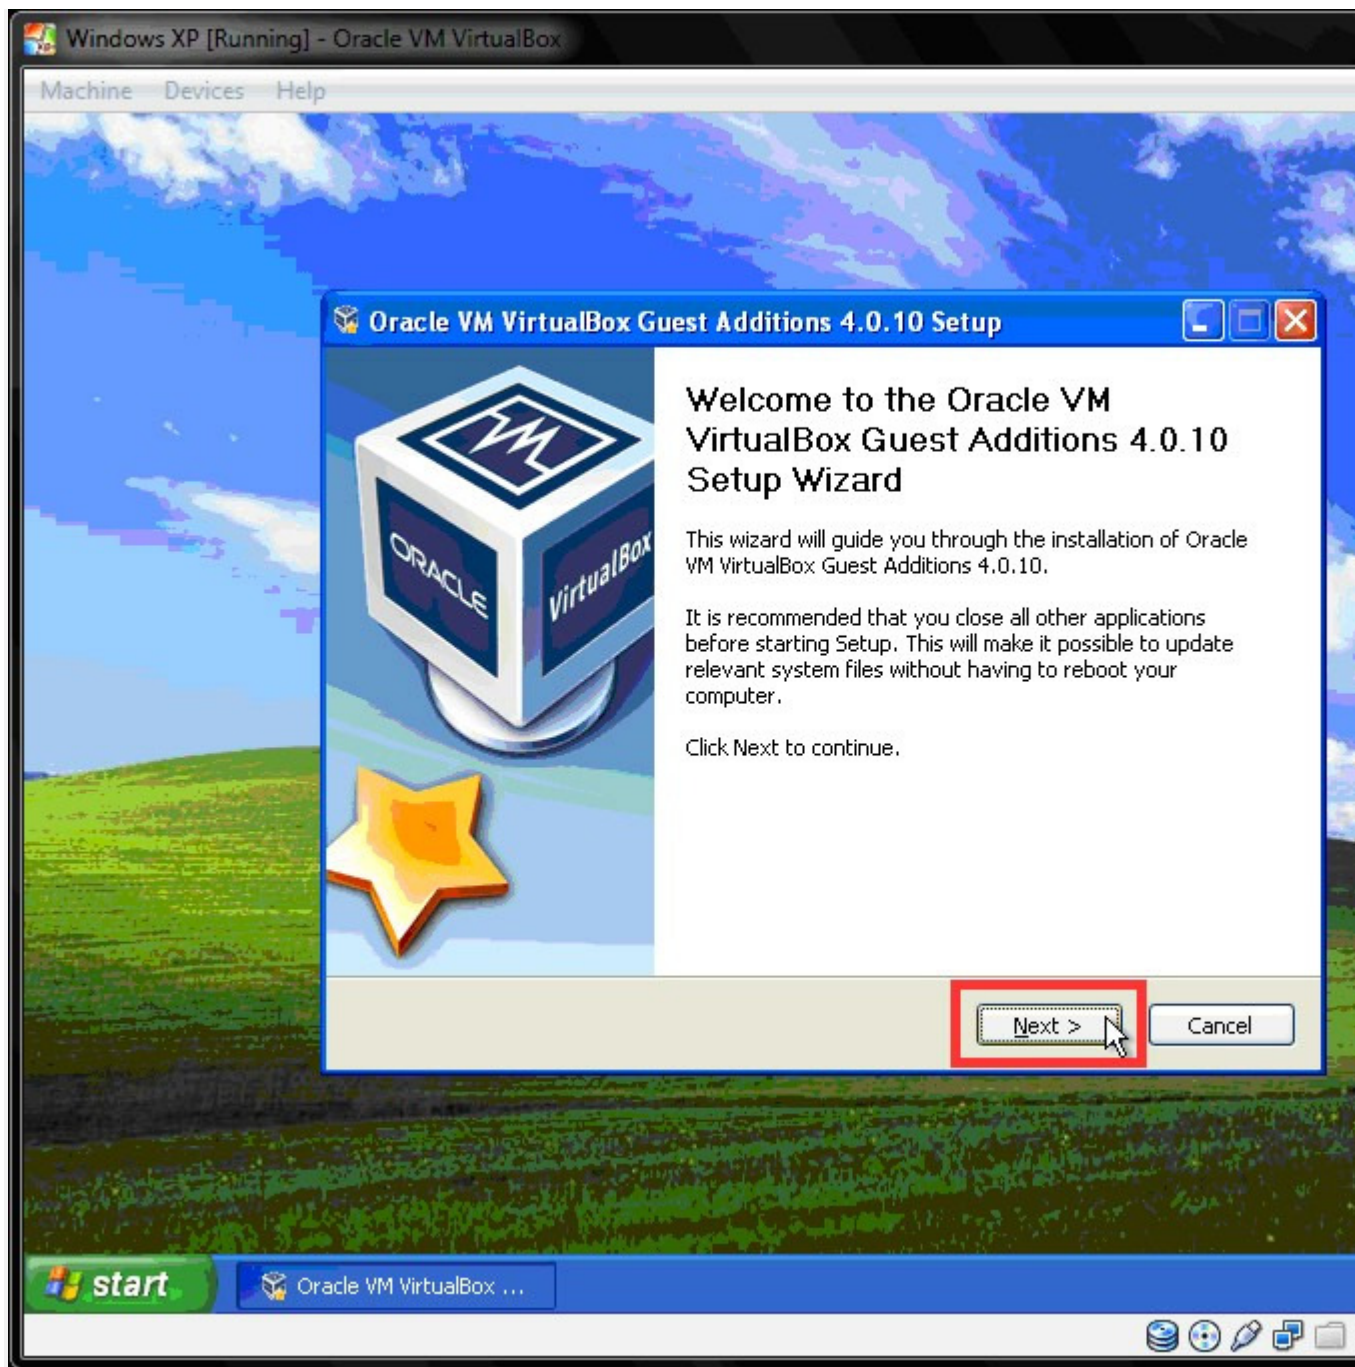 Windows XP [Running] - Oracle VM VirtualBox
Machine Devices Help
Oracle VM VirtualBox Guest Additions 4.0.10 Setup
ORACLE
VirtualBox
Welcome to the Oracle VM
VirtualBox Guest Additions 4.0.10
Setup Wizard
This wizard will guide you through the installation of Oracle
VM VirtualBox Guest Additions 4.0.10.
It is recommended that you close all other applications
before starting Setup. This will make it possible to update
relevant system files without having to reboot your
computer.
Click Next to continue.
Next > Cancel
start Oracle VM VirtualBox ...